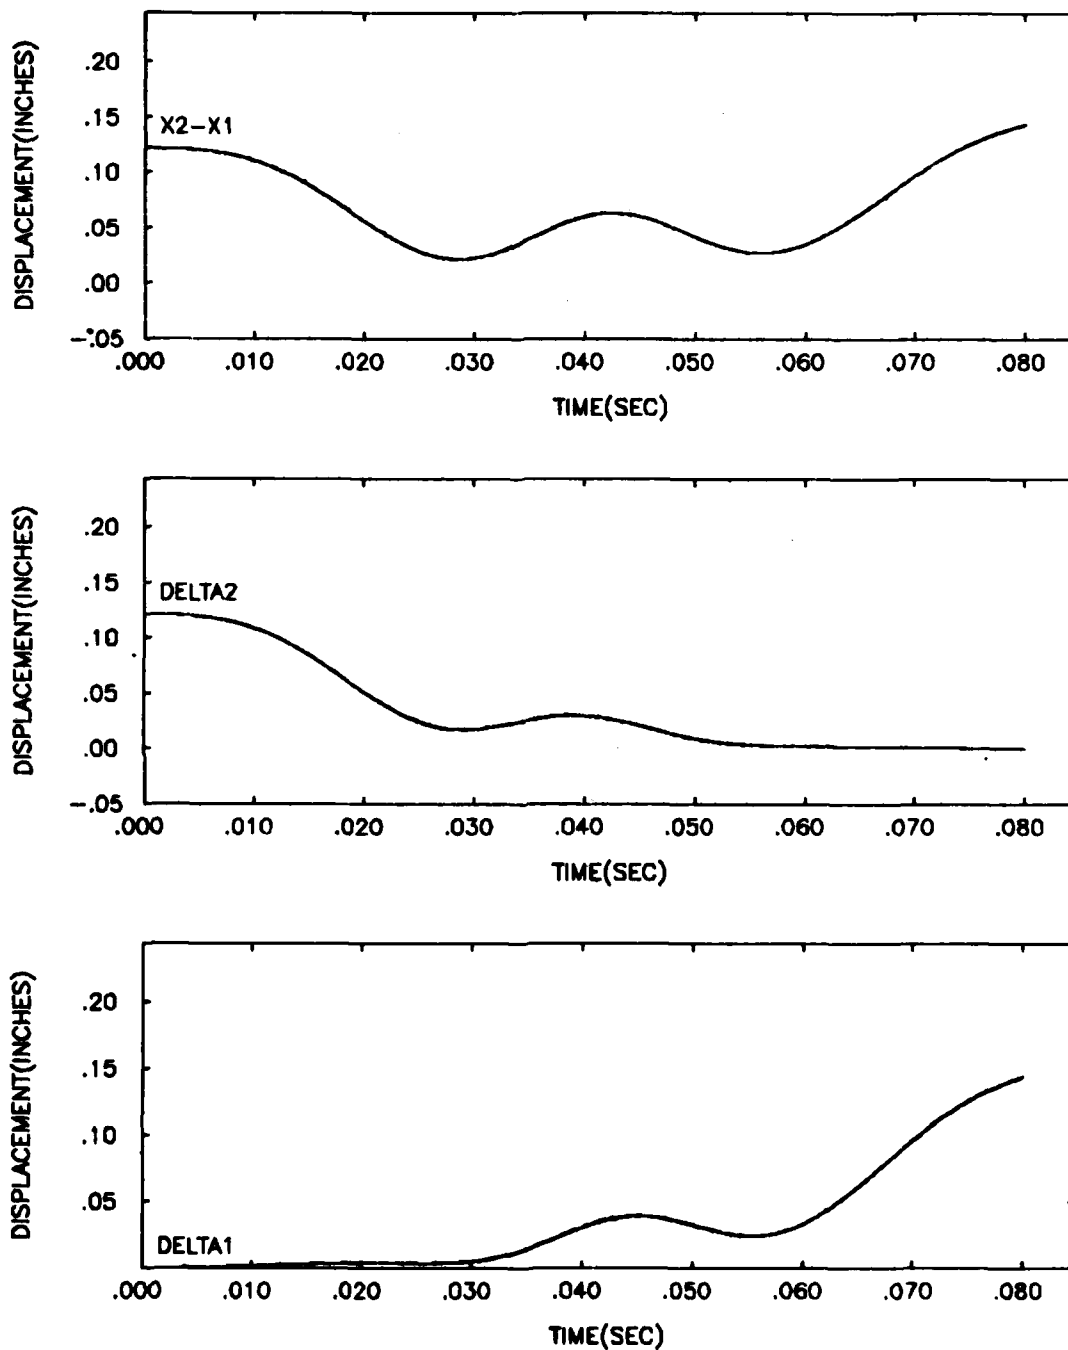 DISPLACEMENT(INCHES)
.20
.15
.10
.05
.00
-.05
X2-X1
.000 .010 .020 .030 .040 .050 .060 .070 .080
TIME(SEC)
DISPLACEMENT(INCHES)
.20
.15
.10
.05
.00
-.05
DELTA2
.000 .010 .020 .030 .040 .050 .060 .070 .080
TIME(SEC)
DISPLACEMENT(INCHES)
.20
.15
.10
.05
DELTA1
.000 .010 .020 .030 .040 .050 .060 .070 .080
TIME(SEC)